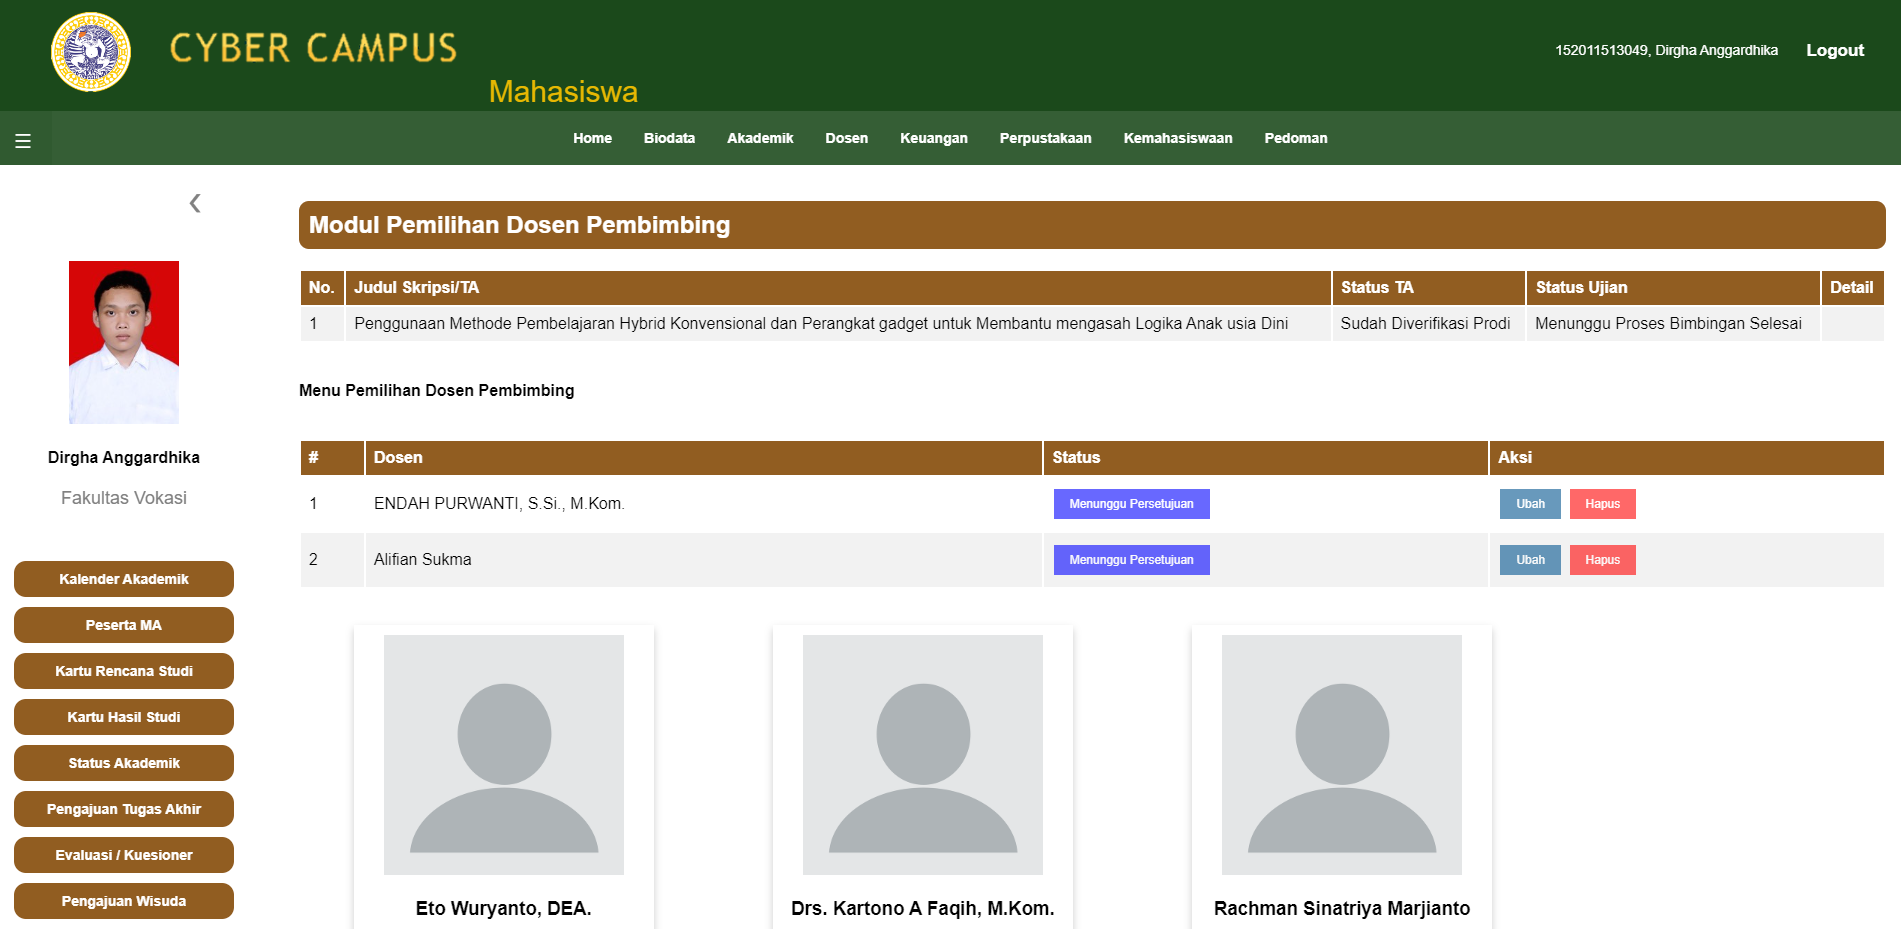 CYBER CAMPUS
Mahasiswa
152011513049, Dirgha Anggardhika
Logout
Home Biodata Akademik Dosen Keuangan Perpustakaan Kemahasiswaan Pedoman
Dirgha Anggardhika
Fakultas Vokasi
Kalender Akademik
Peserta MA
Kartu Rencana Studi
Kartu Hasil Studi
Status Akademik
Pengajuan Tugas Akhir
Evaluasi / Kuesioner
Pengajuan Wisuda
Modul Pemilihan Dosen Pembimbing
No. Judul Skripsi/TA Status TA Status Ujian Detail
1 Penggunaan Methode Pembelajaran Hybrid Konvensional dan Perangkat gadget untuk Membantu mengasah Logika Anak usia Dini Sudah Diverifikasi Prodi Menunggu Proses Bimbingan Selesai
Menu Pemilihan Dosen Pembimbing
# Dosen Status Aksi
1 ENDAH PURWANTI, S.Si., M.Kom. Menunggu Persetujuan Ubah Hapus
2 Alifian Sukma Menunggu Persetujuan Ubah Hapus
Eto Wuryanto, DEA.
Drs. Kartono A Faqih, M.Kom.
Rachman Sinatriya Marjianto